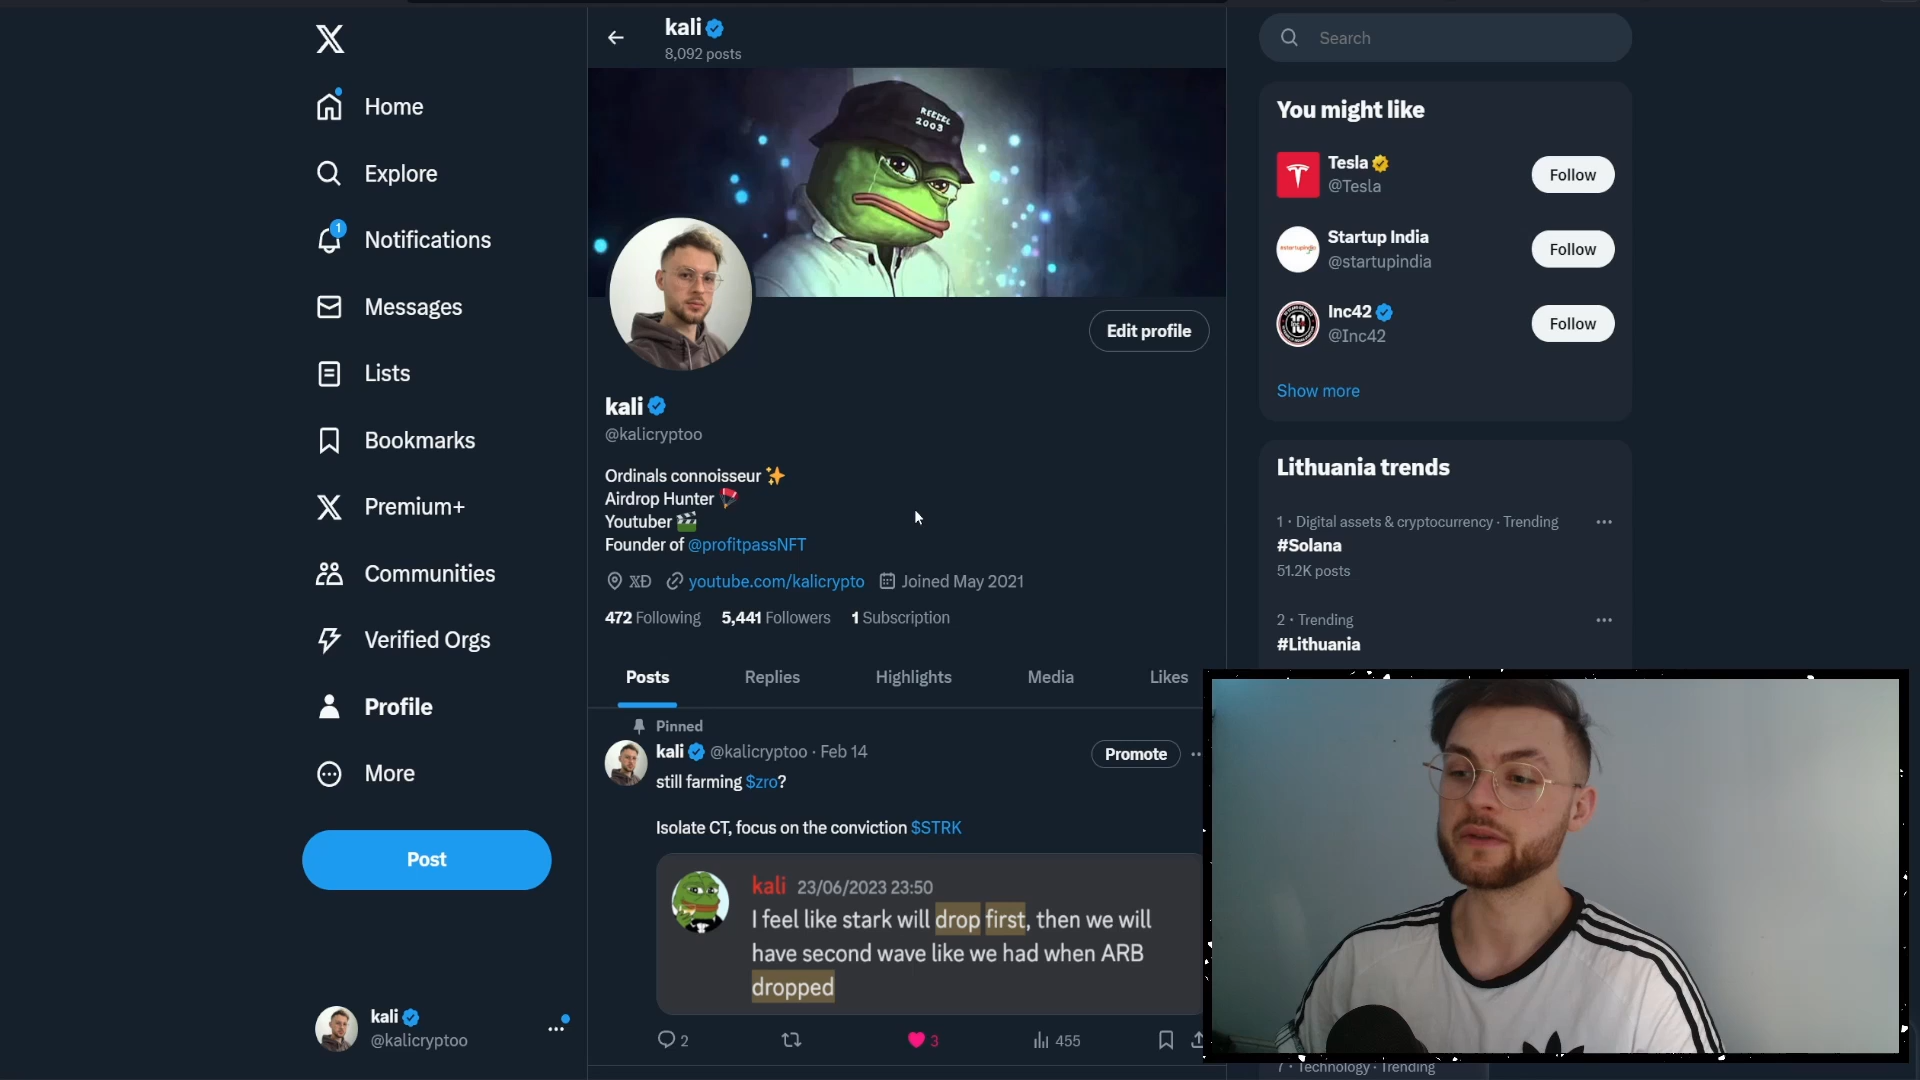 kali
8,092 posts
Home
Explore
1
Notifications
Messages
Lists
Bookmarks
Premium+
Communities
Verified Orgs
Profile
More
Post
kali
@kalicryptoo
REEBEL
2003
Edit profile
kali
@kalicryptoo
Ordinals connoisseur ✨
Airdrop Hunter 🪂
Youtuber 🎬
Founder of @profitpassNFT
𝕏Đ youtube.com/kalicrypto Joined May 2021
472 Following 5,441 Followers 1 Subscription
Posts Replies Highlights Media Likes
Pinned
kali @kalicryptoo · Feb 14
Promote
still farming $zro?
Isolate CT, focus on the conviction $STRK
kali 23/06/2023 23:50
I feel like stark will drop first, then we will
have second wave like we had when ARB
dropped
2 3 455
Search
You might like
Tesla
@Tesla
Follow
Startup India
@startupindia
Follow
Inc42
@Inc42
Follow
Show more
Lithuania trends
1 · Digital assets & cryptocurrency · Trending
#Solana
51.2K posts
2 · Trending
#Lithuania
7 · Technology · Trending